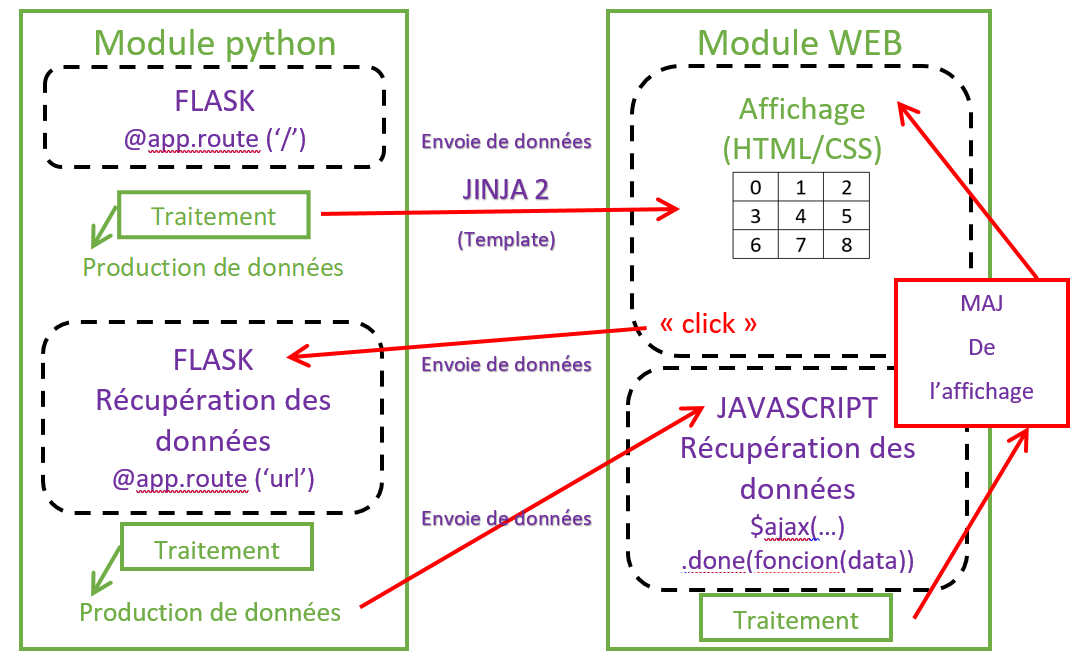 Module python
FLASK
@app.route (‘/’)
Traitement
Production de données
FLASK
Récupération des
données
@app.route (‘url’)
Traitement
Production de données
Envoie de données
JINJA 2
(Template)
Envoie de données
Envoie de données
Module WEB
Affichage
(HTML/CSS)
0 1 2
3 4 5
6 7 8
« click »
MAJ
De
l’affichage
JAVASCRIPT
Récupération des
données
$ajax(…)
.done(foncion(data))
Traitement